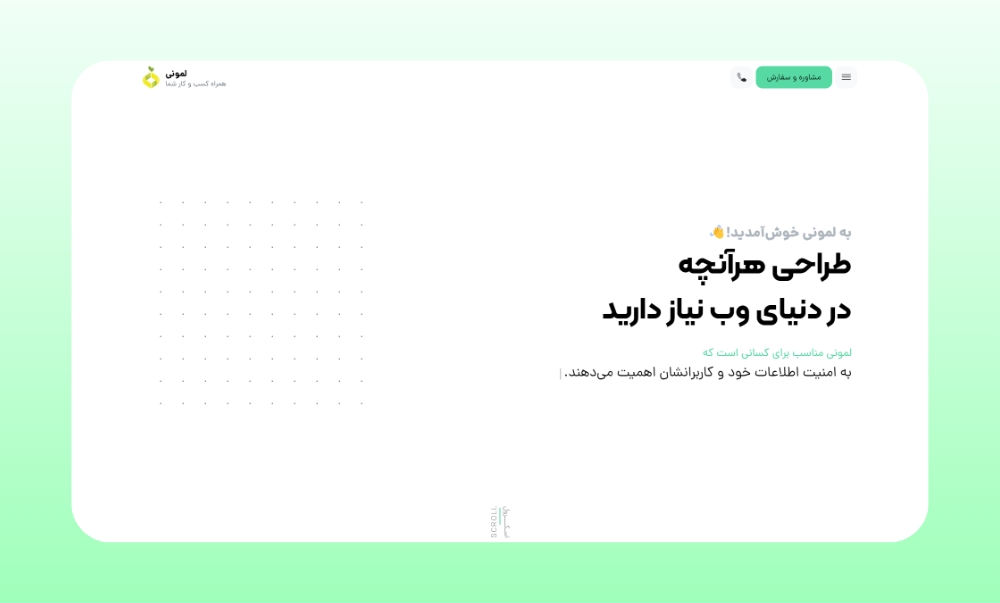 مشاوره و سفارش
لمونی
همراه کسب و کار شما
به لمونی خوش‌آمدید!
طراحی هرآنچه
در دنیای وب نیاز دارید
لمونی مناسب برای کسانی است که
به امنیت اطلاعات خود و کاربرانشان اهمیت می‌دهند.
اسکـــرول
SCROLL